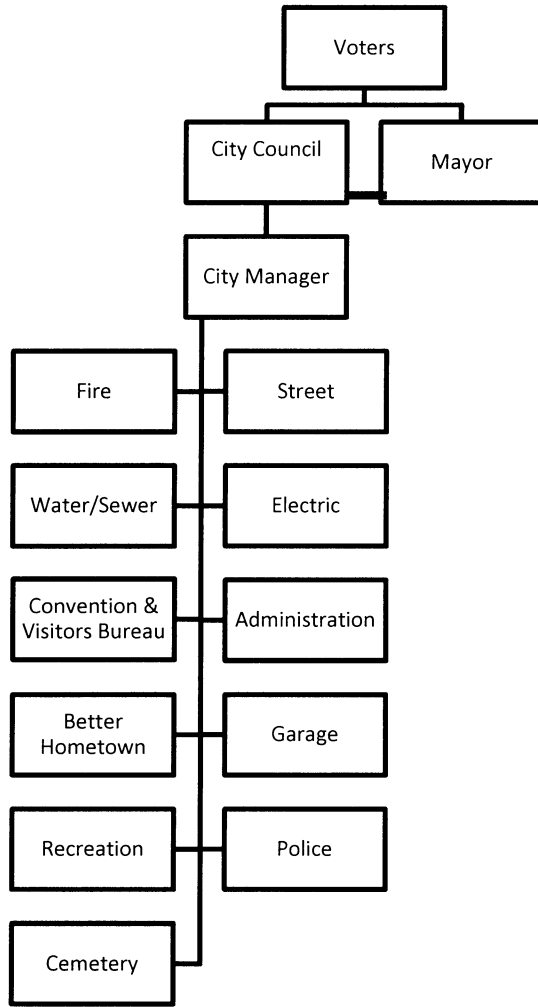 Voters
City Council
Mayor
City Manager
Fire
Street
Water/Sewer
Electric
Convention &
Visitors Bureau
Administration
Better
Hometown
Garage
Recreation
Police
Cemetery